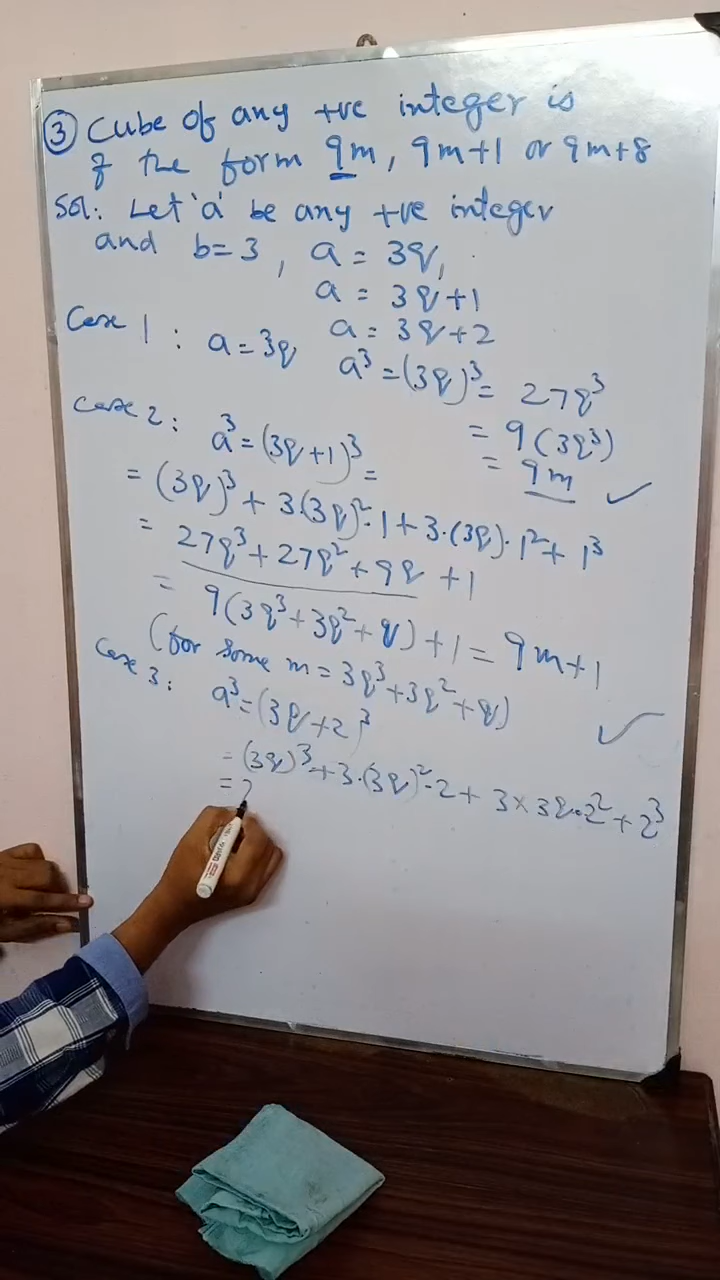 ③ Cube of any +ve integer is
of the form 9m, 9m+1 or 9m+8
Sol: Let 'a' be any +ve integer
and b=3, a = 3q,
a = 3q+1
a = 3q+2
Case 1: a=3q a³=(3q)³= 27q³
= 9(3q³)
= 9m ✓
Case 2: a³=(3q+1)³=
= (3q)³ + 3.(3q)².1+3.(3q).1²+1³
= 27q³+27q²+9q +1
= 9(3q³+3q²+q)+1=9m+1
(for some m=3q³+3q²+q) ✓
Case 3: a³=(3q+2)³
=(3q)³+3.(3q)².2+ 3×3q.2²+2³
=2